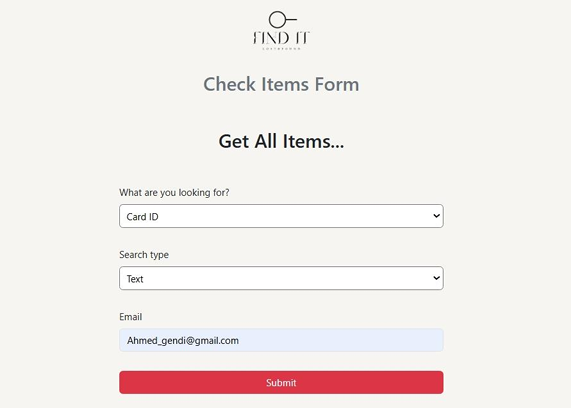 FIND IT
Check Items Form
Get All Items...
What are you looking for?
Card ID
Search type
Text
Email
Ahmed_gendi@gmail.com
Submit